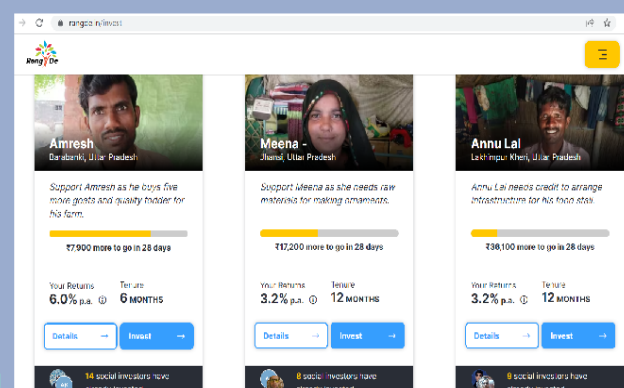 rangde.in/invest
Rang De
Amresh
Barabanki, Uttar Pradesh
Support Amresh as he buys five
more goats and quality fodder for
his farm.
₹7,900 more to go in 28 days
Your Returns
Tenure
6.0% p.a.
6 MONTHS
Details →
Invest →
14 social investors have
already invested
Meena -
Jhansi, Uttar Pradesh
Support Meena as she needs raw
materials for making ornaments.
₹17,200 more to go in 28 days
Your Returns
Tenure
3.2% p.a.
12 MONTHS
Details →
Invest →
8 social investors have
already invested
Annu Lal
Lakhimpur Kheri, Uttar Pradesh
Annu Lal needs credit to arrange
infrastructure for his food stall.
more to go in 28 days
Your Returns
Tenure
3.2% p.a.
12 MONTHS
Details →
Invest →
9 social investors have
already invested